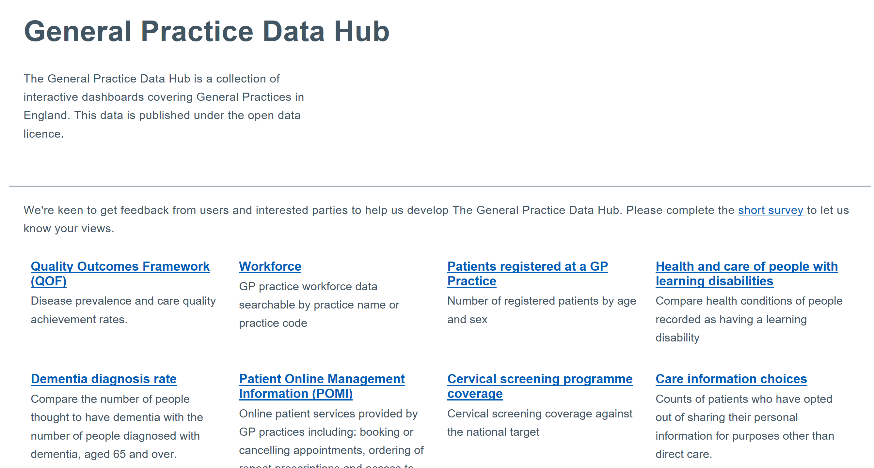 General Practice Data Hub
The General Practice Data Hub is a collection of
interactive dashboards covering General Practices in
England. This data is published under the open data
licence.
We're keen to get feedback from users and interested parties to help us develop The General Practice Data Hub. Please complete the short survey to let us
know your views.
Quality Outcomes Framework
(QOF)
Disease prevalence and care quality
achievement rates.
Workforce
GP practice workforce data
searchable by practice name or
practice code
Patients registered at a GP
Practice
Number of registered patients by age
and sex
Health and care of people with
learning disabilities
Compare health conditions of people
recorded as having a learning
disability
Dementia diagnosis rate
Compare the number of people
thought to have dementia with the
number of people diagnosed with
dementia, aged 65 and over.
Patient Online Management
Information (POMI)
Online patient services provided by
GP practices including: booking or
cancelling appointments, ordering of
repeat prescriptions and access to
Cervical screening programme
coverage
Cervical screening coverage against
the national target
Care information choices
Counts of patients who have opted
out of sharing their personal
information for purposes other than
direct care.